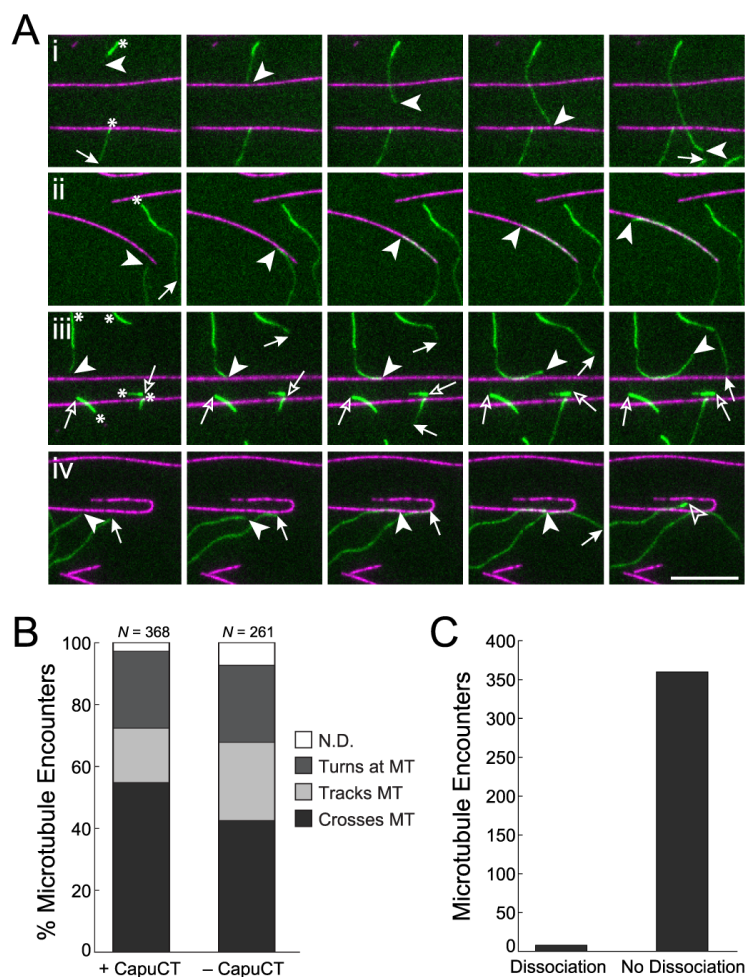 A
i
*
*
ii
*
iii
*
*
*
*
*
iv
B
N = 368
N = 261
% Microtubule Encounters
100
80
60
40
20
0
+ CapuCT
– CapuCT
N.D.
Turns at MT
Tracks MT
Crosses MT
C
Microtubule Encounters
400
350
300
250
200
150
100
50
0
Dissociation
No Dissociation